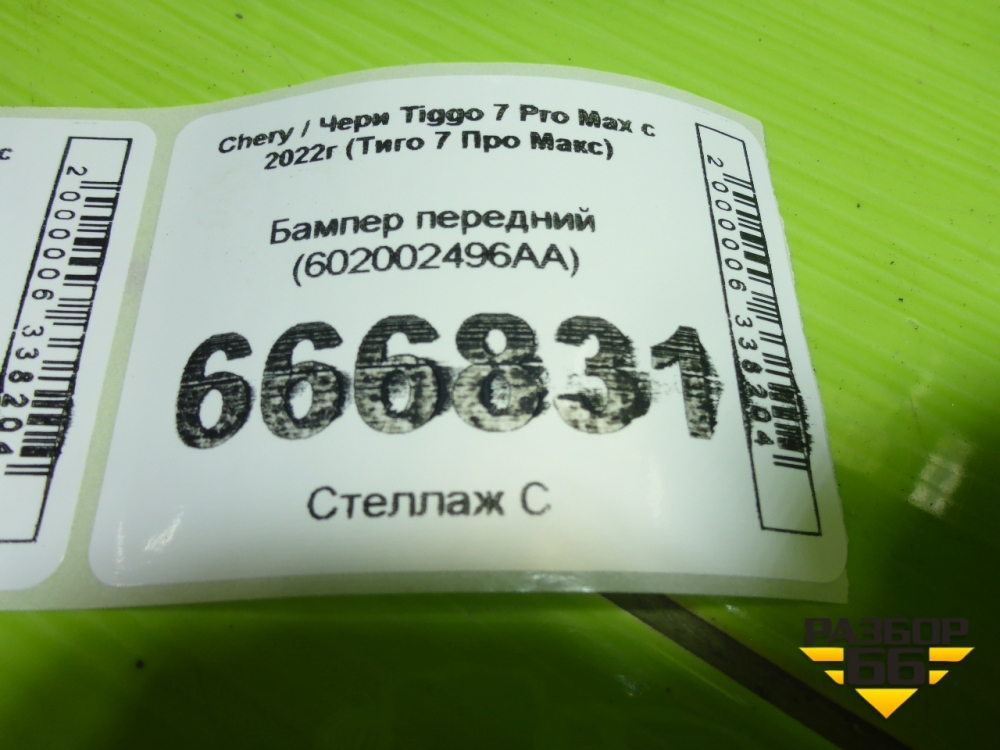 Chery / Чери Tiggo 7 Pro Max с
2022г (Тиго 7 Про Макс)
Бампер передний
(602002496AA)
666831
Стеллаж С
2000006338204
с
2000006338204
РАЗБОР
66